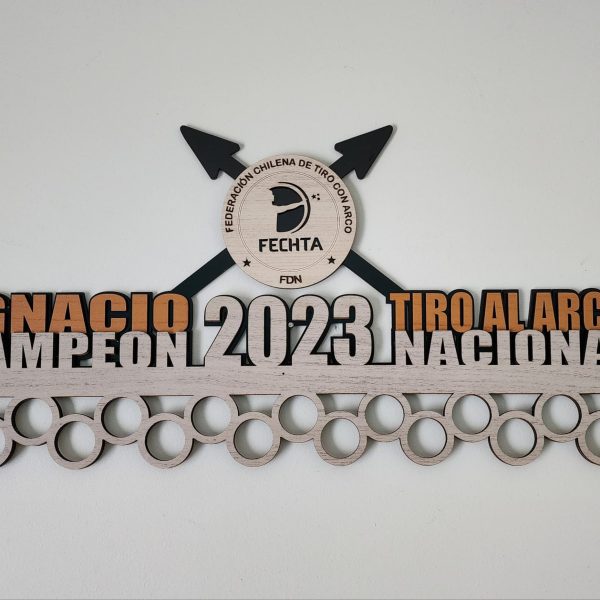 FEDERACIÓN CHILENA DE TIRO CON ARCO
FECHTA
FDN
GNACIO 2023 TIRO AL ARC
AMPEON NACIONA